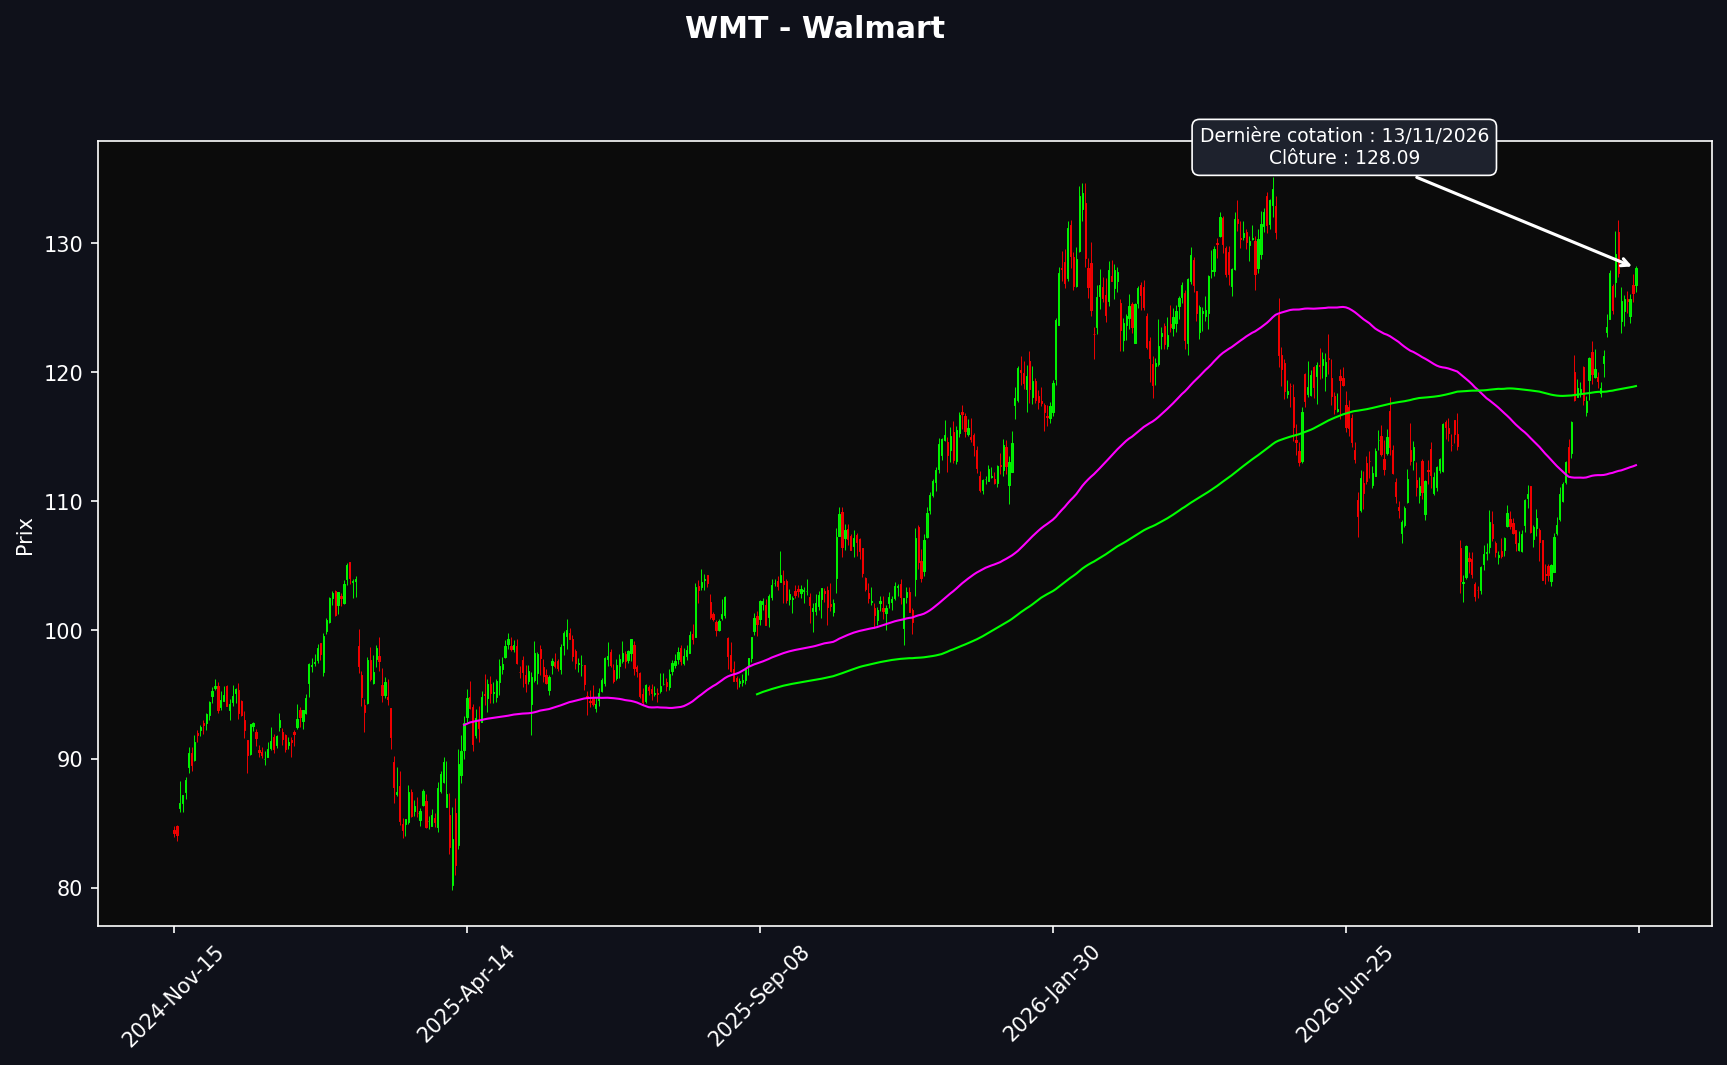 WMT - Walmart
Dernière cotation : 13/11/2026
Clôture : 128.09
Prix
130
120
110
100
90
80
2024-Nov-15
2025-Apr-14
2025-Sep-08
2026-Jan-30
2026-Jun-25